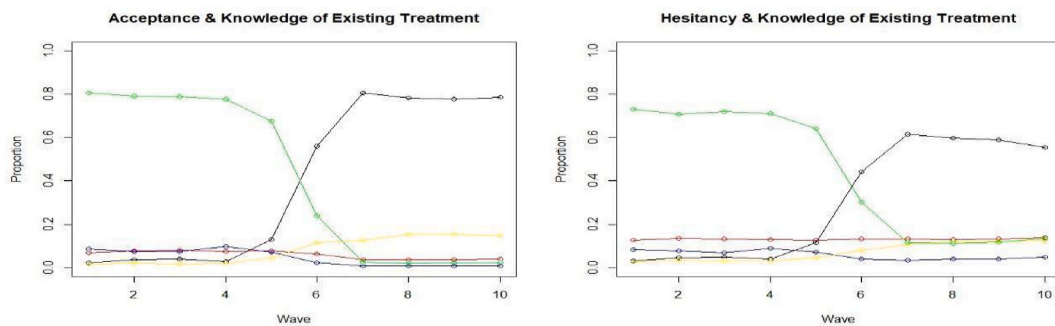 Acceptance & Knowledge of Existing Treatment
Proportion
1.0
0.8
0.6
0.4
0.2
0.0
2 4 6 8 10
Wave
Hesitancy & Knowledge of Existing Treatment
Proportion
1.0
0.8
0.6
0.4
0.2
0.0
2 4 6 8 10
Wave